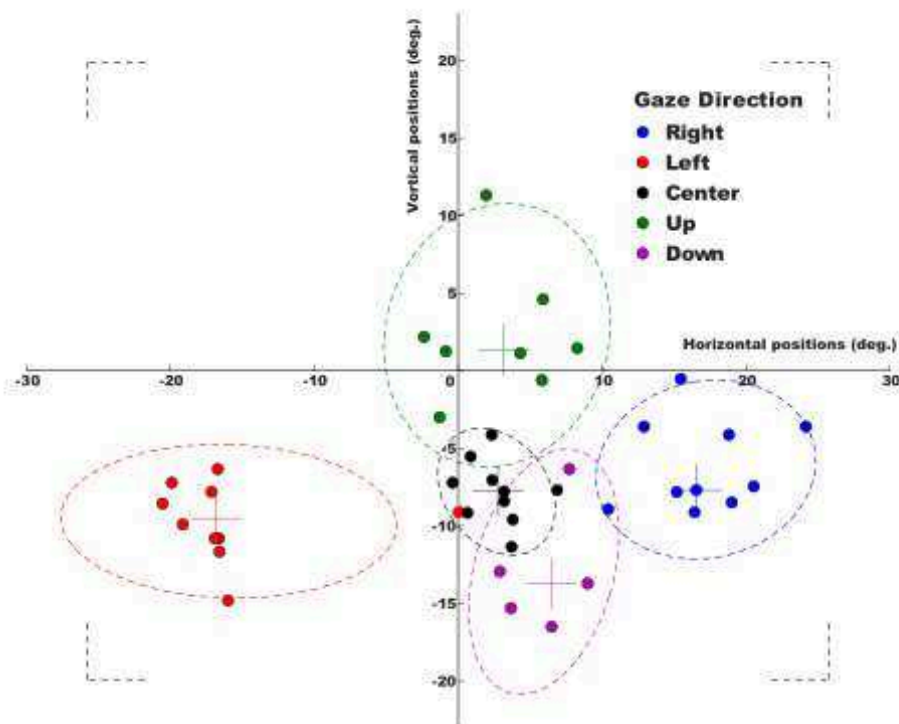 Vertical positions (deg.)
20
15
10
5
Gaze Direction
Right
Left
Center
Up
Down
Horizontal positions (deg.)
-30
-20
-10
0
10
20
30
-5
-10
-15
-20